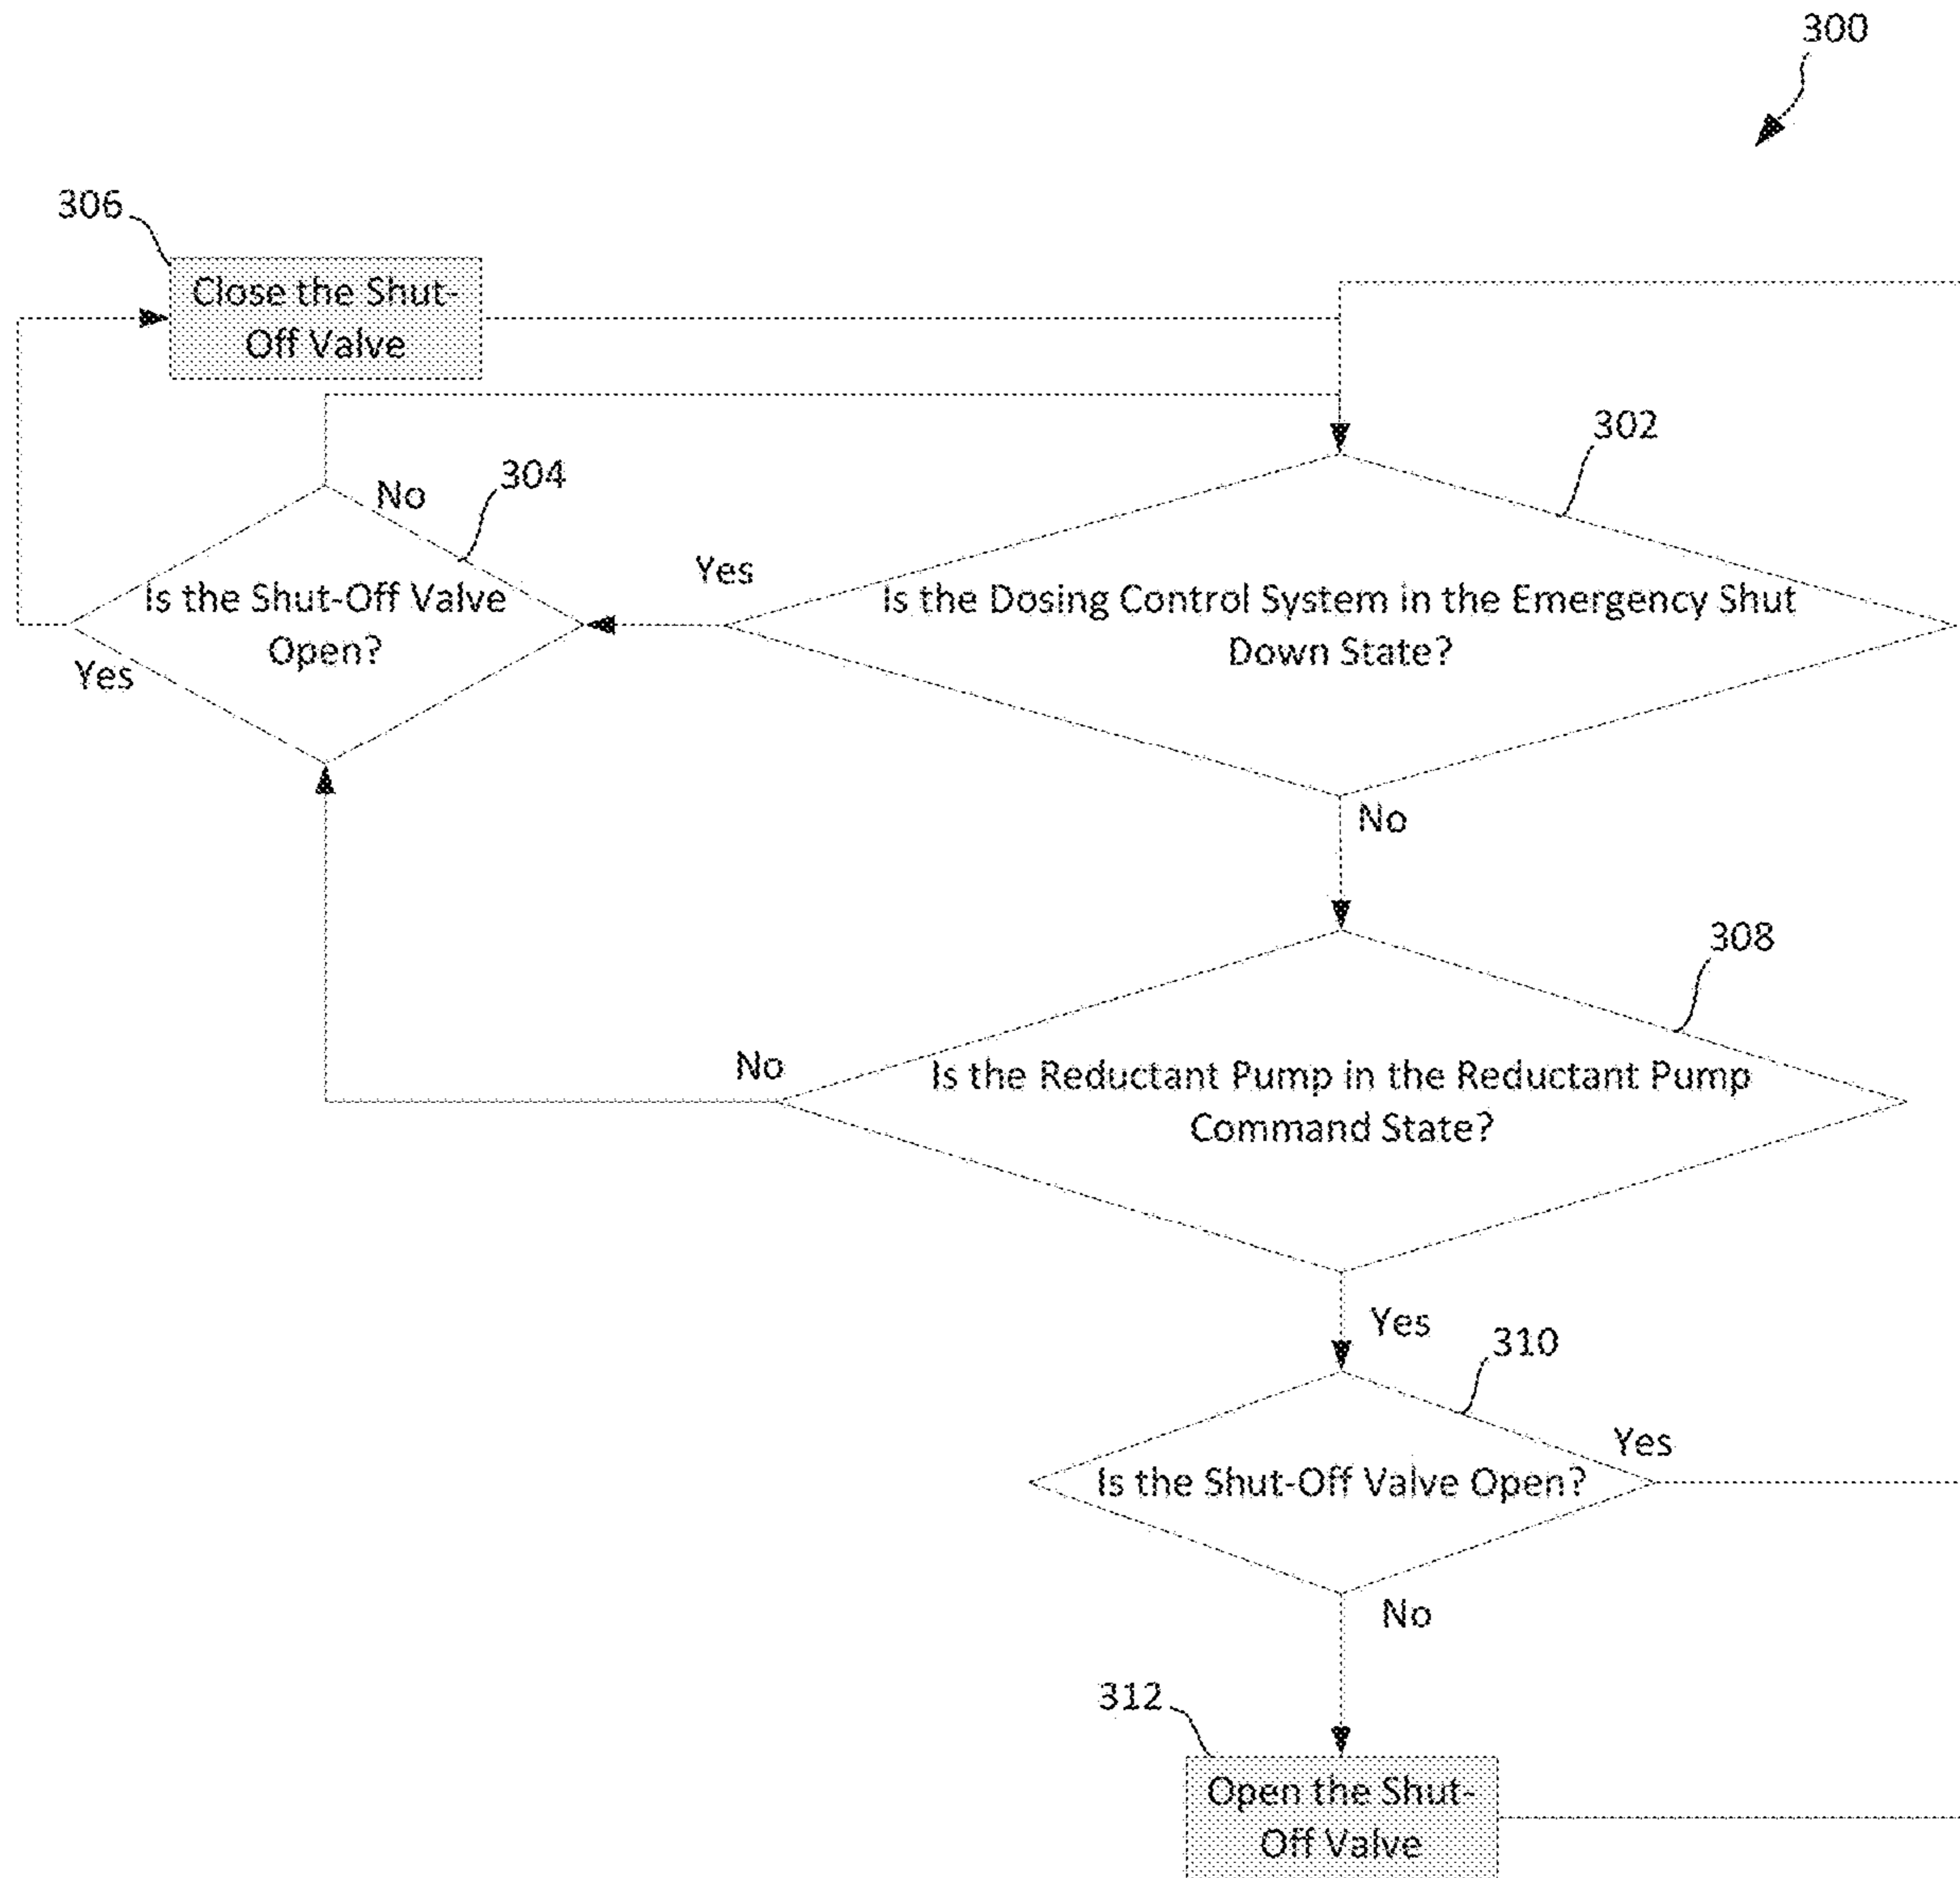 300
306
Close the Shut-
Off Valve
302
304
No
Yes
Is the Shut-Off Valve
Open?
Yes
Is the Dosing Control System in the Emergency Shut
Down State?
No
308
No
Is the Reductant Pump in the Reductant Pump
Command State?
Yes
310
Yes
Is the Shut-Off Valve Open?
No
312
Open the Shut-
Off Valve